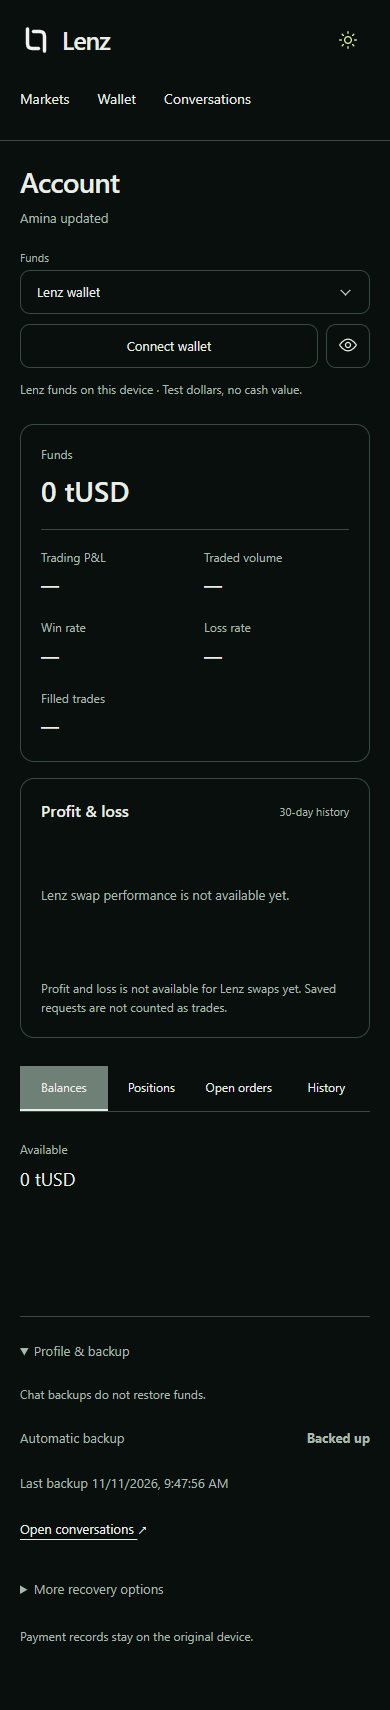 Lenz
Markets Wallet Conversations
Account
Amina updated
Funds
Lenz wallet
Connect wallet
Lenz funds on this device · Test dollars, no cash value.
Funds
0 tUSD
Trading P&L Traded volume
— —
Win rate Loss rate
— —
Filled trades
—
Profit & loss 30-day history
Lenz swap performance is not available yet.
Profit and loss is not available for Lenz swaps yet. Saved
requests are not counted as trades.
Balances Positions Open orders History
Available
0 tUSD
▼ Profile & backup
Chat backups do not restore funds.
Automatic backup Backed up
Last backup 11/11/2026, 9:47:56 AM
Open conversations ↗
▶ More recovery options
Payment records stay on the original device.